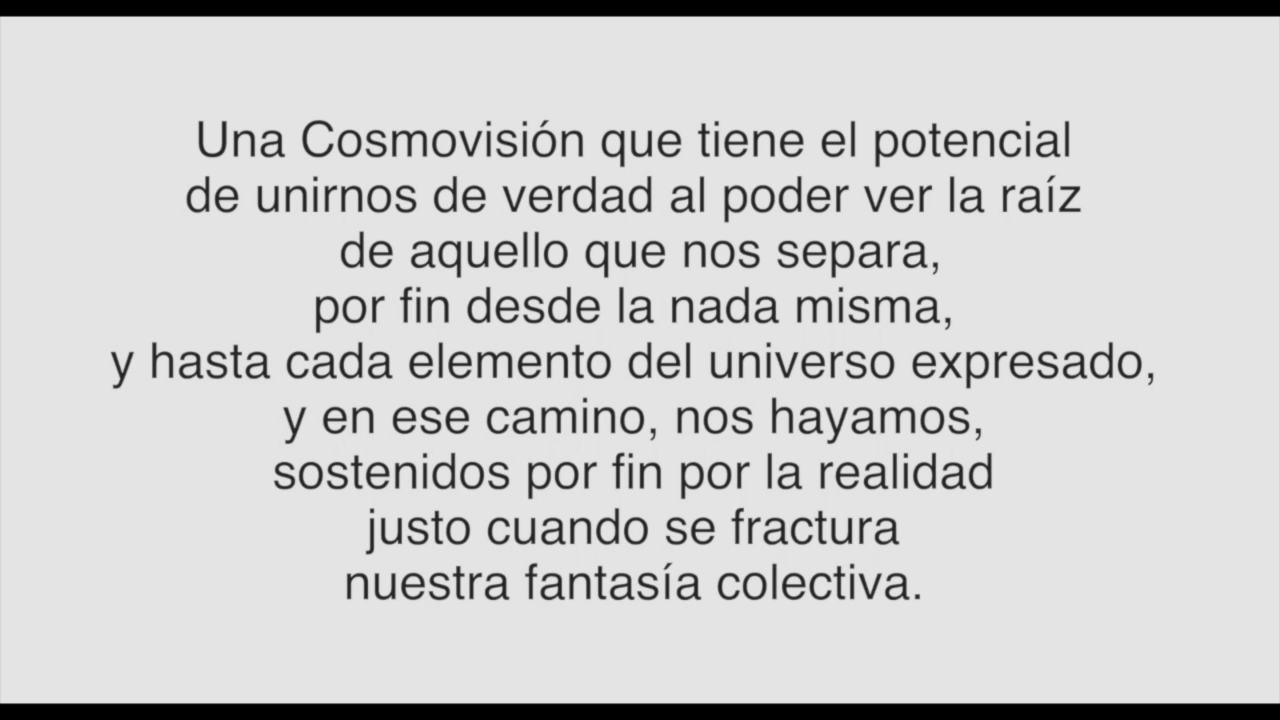 Una Cosmovisión que tiene el potencial
de unirnos de verdad al poder ver la raíz
de aquello que nos separa,
por fin desde la nada misma,
y hasta cada elemento del universo expresado,
y en ese camino, nos hayamos,
sostenidos por fin por la realidad
justo cuando se fractura
nuestra fantasía colectiva.